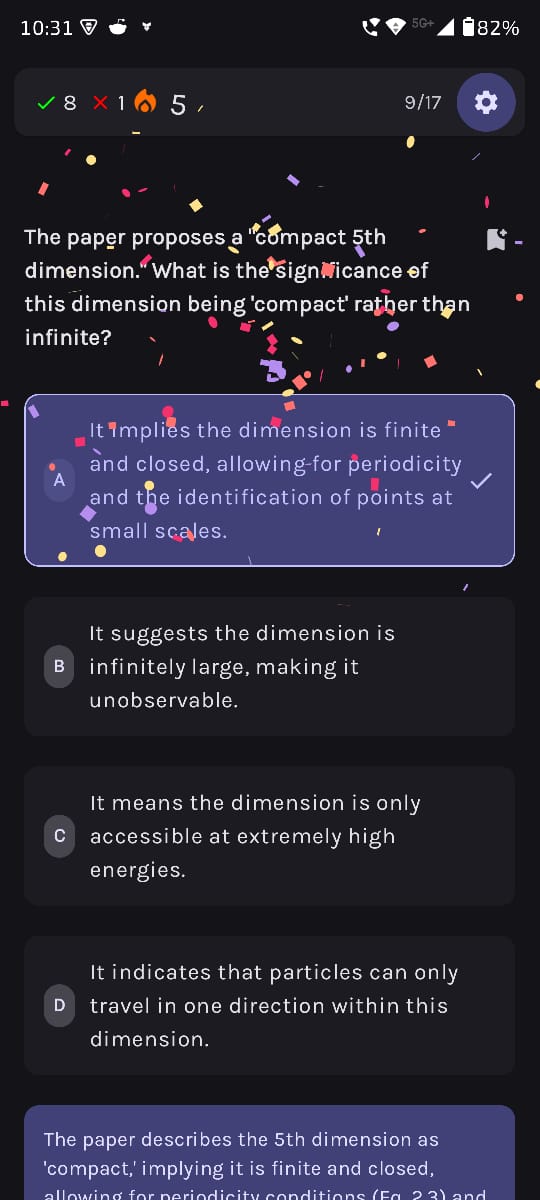 10:31
5G+
82%
8
1
5
9/17
The paper proposes a "compact 5th
dimension." What is the significance of
this dimension being 'compact' rather than
infinite?
It implies the dimension is finite
A and closed, allowing for periodicity
and the identification of points at
small scales.
It suggests the dimension is
B infinitely large, making it
unobservable.
It means the dimension is only
C accessible at extremely high
energies.
It indicates that particles can only
D travel in one direction within this
dimension.
The paper describes the 5th dimension as
'compact,' implying it is finite and closed,
allowing for periodicity conditions (Eq. 2.3) and